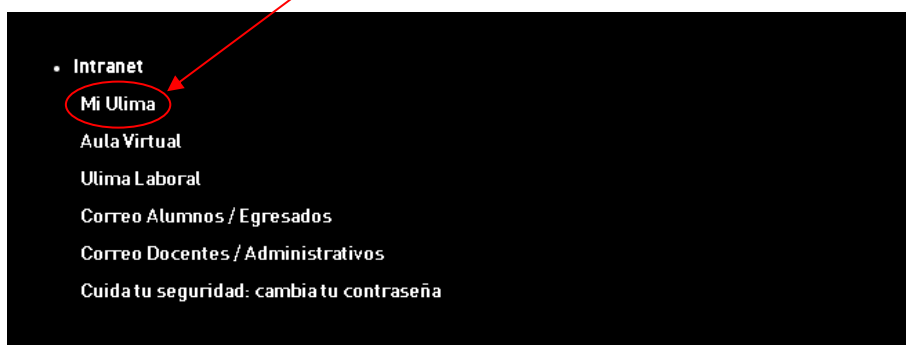 • Intranet
Mi Ulima
Aula Virtual
Ulima Laboral
Correo Alumnos / Egresados
Correo Docentes / Administrativos
Cuida tu seguridad: cambia tu contraseña